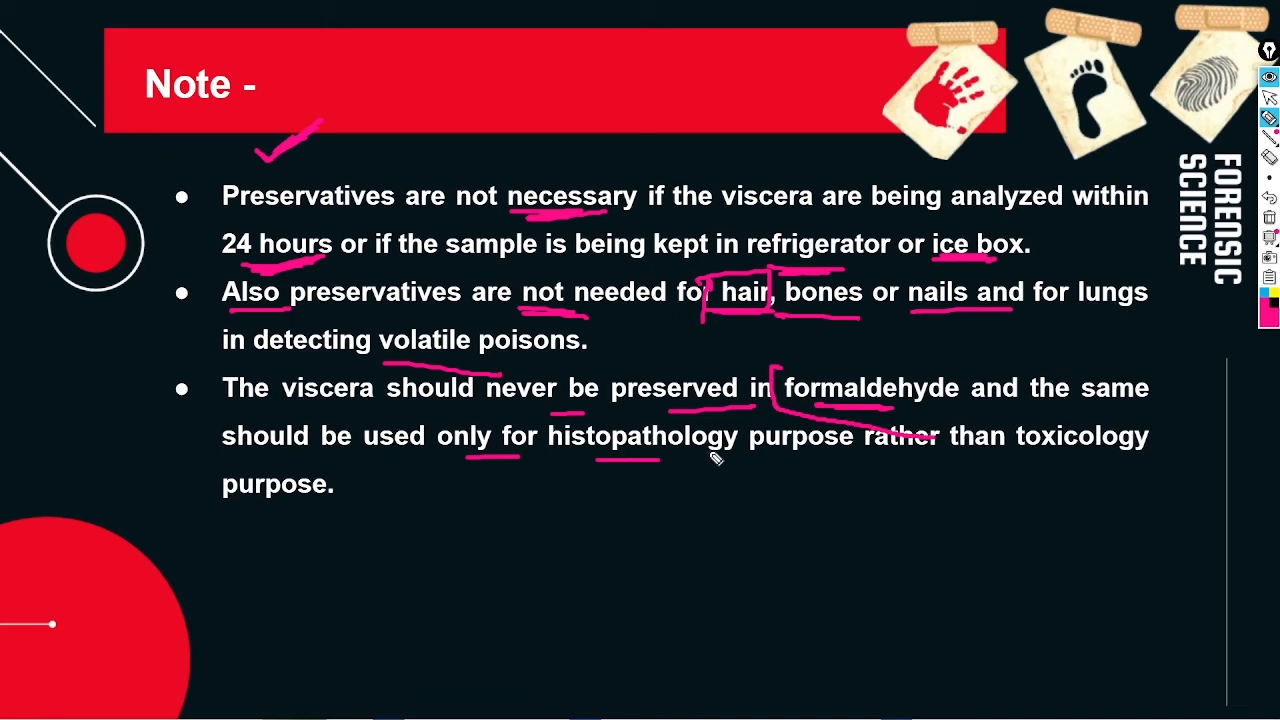 Note -
● Preservatives are not necessary if the viscera are being analyzed within
24 hours or if the sample is being kept in refrigerator or ice box.
● Also preservatives are not needed for hair, bones or nails and for lungs
in detecting volatile poisons.
● The viscera should never be preserved in formaldehyde and the same
should be used only for histopathology purpose rather than toxicology
purpose.
FORENSIC
SCIENCE